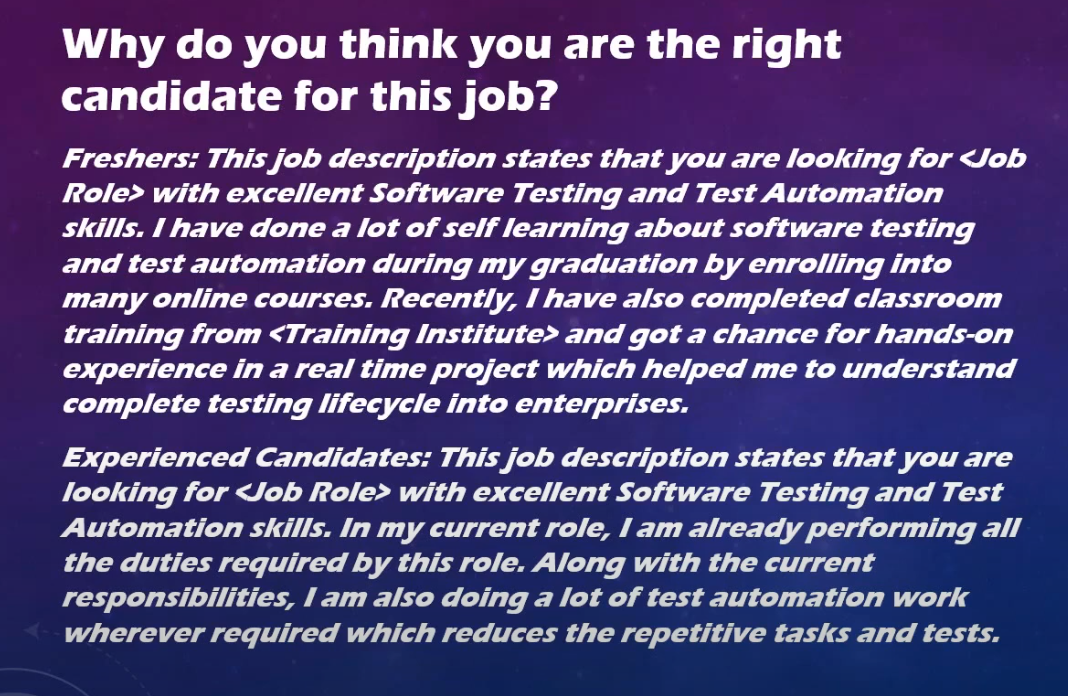 Why do you think you are the right
candidate for this job?
Freshers: This job description states that you are looking for <Job
Role> with excellent Software Testing and Test Automation
skills. I have done a lot of self learning about software testing
and test automation during my graduation by enrolling into
many online courses. Recently, I have also completed classroom
training from <Training Institute> and got a chance for hands-on
experience in a real time project which helped me to understand
complete testing lifecycle into enterprises.
Experienced Candidates: This job description states that you are
looking for <Job Role> with excellent Software Testing and Test
Automation skills. In my current role, I am already performing all
the duties required by this role. Along with the current
responsibilities, I am also doing a lot of test automation work
wherever required which reduces the repetitive tasks and tests.